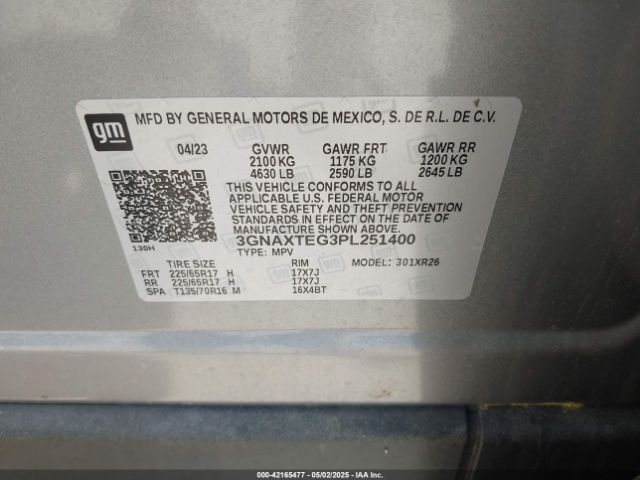 gm
MFD BY GENERAL MOTORS DE MEXICO, S. DE R.L. DE C.V.
04/23 GVWR GAWR FRT GAWR RR
2100 KG 1175 KG 1200 KG
4630 LB 2590 LB 2645 LB
THIS VEHICLE CONFORMS TO ALL
APPLICABLE U.S. FEDERAL MOTOR
VEHICLE SAFETY AND THEFT
PREVENTION STANDARDS
IN EFFECT ON THE DATE OF
MANUFACTURE SHOWN ABOVE.
3GNAXTEG3PL251400
130H
TYPE: MPV
TIRE SIZE RIM MODEL: 301XR26
FRT 225/65R17 H 17X7J
RR 225/65R17 H 17X7J
SPA T135/70R16 M 16X4BT
000-42165477 - 05/02/2025 - IAAI.CA